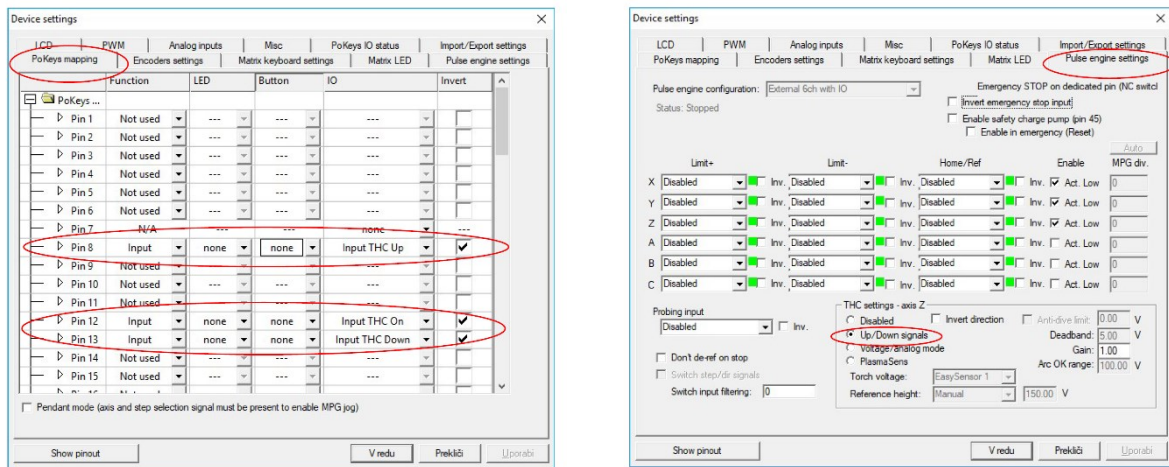 Device settings
LCD PWM Analog inputs Misc PoKeys IO status Import/Export settings
PoKeys mapping Encoders settings Matrix keyboard settings Matrix LED Pulse engine settings
Function LED Button IO Invert
PoKeys ...
Pin 1 Not used --- --- ---
Pin 2 Not used --- --- ---
Pin 3 Not used --- --- ---
Pin 4 Not used --- --- ---
Pin 5 Not used --- --- ---
Pin 6 Not used --- --- ---
Pin 7 N/A --- --- none ---
Pin 8 Input none none Input THC Up
Pin 9 Not used --- --- ---
Pin 10 Not used --- --- ---
Pin 11 Not used --- --- ---
Pin 12 Input none none Input THC On
Pin 13 Input none none Input THC Down
Pin 14 Not used --- --- ---
Pin 15 Not used --- --- ---
Pendant mode (axis and step selection signal must be present to enable MPG jog)
Show pinout V redu Prekliči Uporabi
Device settings
LCD PWM Analog inputs Misc PoKeys IO status Import/Export settings
PoKeys mapping Encoders settings Matrix keyboard settings Matrix LED Pulse engine settings
Pulse engine configuration: External 6ch with IO
Emergency STOP on dedicated pin (NC switcl
Status: Stopped
Invert emergency stop input
Enable safety charge pump (pin 45)
Enable in emergency (Reset)
Auto
Limit+ Limit- Home/Ref Enable MPG div.
X Disabled Inv. Disabled Inv. Disabled Inv. Act. Low 0
Y Disabled Inv. Disabled Inv. Disabled Inv. Act. Low 0
Z Disabled Inv. Disabled Inv. Disabled Inv. Act. Low 0
A Disabled Inv. Disabled Inv. Disabled Inv. Act. Low 0
B Disabled Inv. Disabled Inv. Disabled Inv. Act. Low 0
C Disabled Inv. Disabled Inv. Disabled Inv. Act. Low 0
Probing input
Disabled Inv.
Don't de-ref on stop
Switch step/dir signals
Switch input filtering: 0
THC settings - axis Z
Disabled Invert direction Anti-dive limit: 0.00 V
Up/Down signals Deadband: 5.00 V
Voltage/analog mode Gain: 1.00
PlasmaSens Arc OK range: 100.00 V
Torch voltage: EasySensor 1
Reference height: Manual 150.00 V
Show pinout V redu Prekliči Uporabi